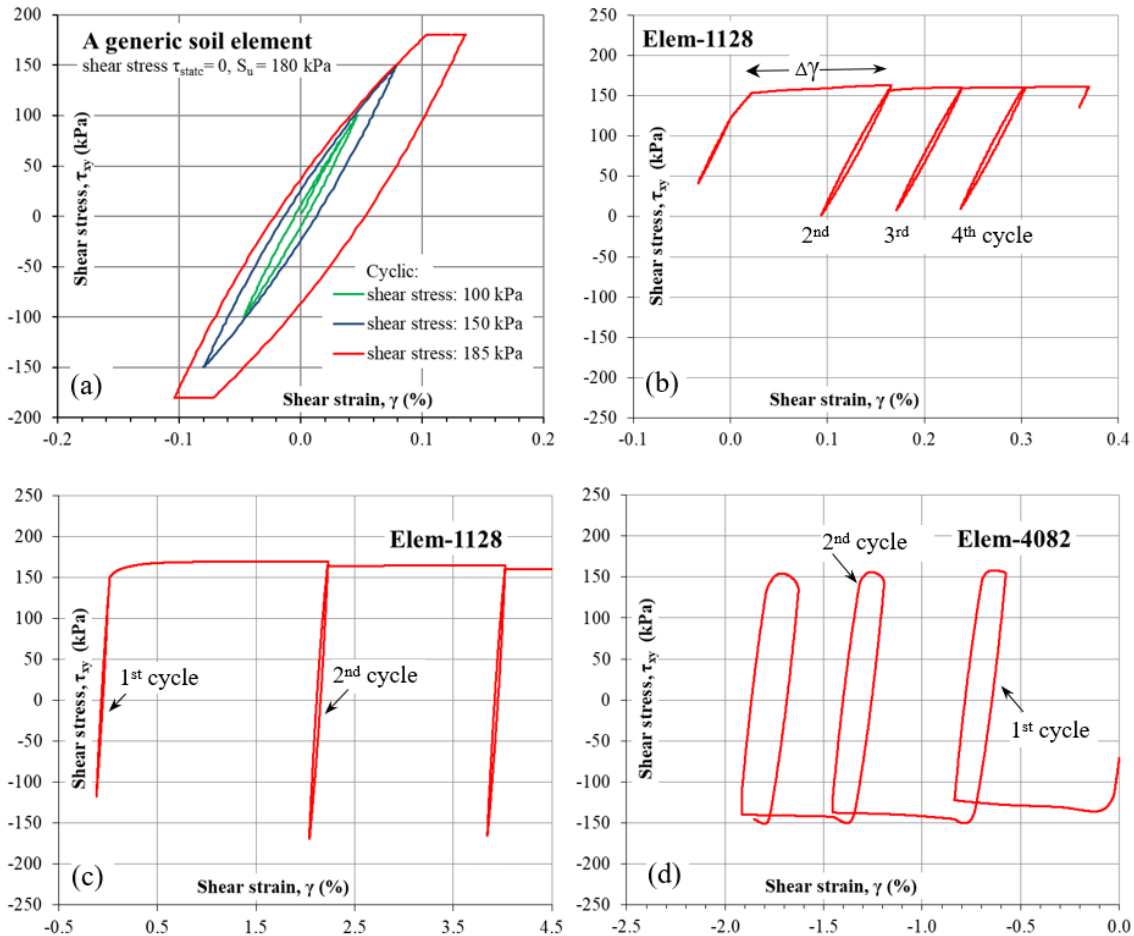 A generic soil element
shear stress τstatc = 0, Su = 180 kPa
Shear stress, τxy (kPa)
200
150
100
50
0
-50
-100
-150
-200
Cyclic:
shear stress: 100 kPa
shear stress: 150 kPa
shear stress: 185 kPa
(a)
Shear strain, γ (%)
-0.2
-0.1
0.0
0.1
0.2
Elem-1128
Δγ
Shear stress, τxy (kPa)
250
200
150
100
50
0
-50
-100
-150
-200
-250
2nd
3rd
4th cycle
(b)
Shear strain, γ (%)
-0.1
0.0
0.1
0.2
0.3
0.4
Elem-1128
Shear stress, τxy (kPa)
250
200
150
100
50
0
-50
-100
-150
-200
-250
1st cycle
2nd cycle
(c)
Shear strain, γ (%)
-0.5
0.5
1.5
2.5
3.5
4.5
2nd cycle
Elem-4082
Shear stress, τxy (kPa)
250
200
150
100
50
0
-50
-100
-150
-200
-250
1st cycle
(d)
Shear strain, γ (%)
-2.5
-2.0
-1.5
-1.0
-0.5
0.0